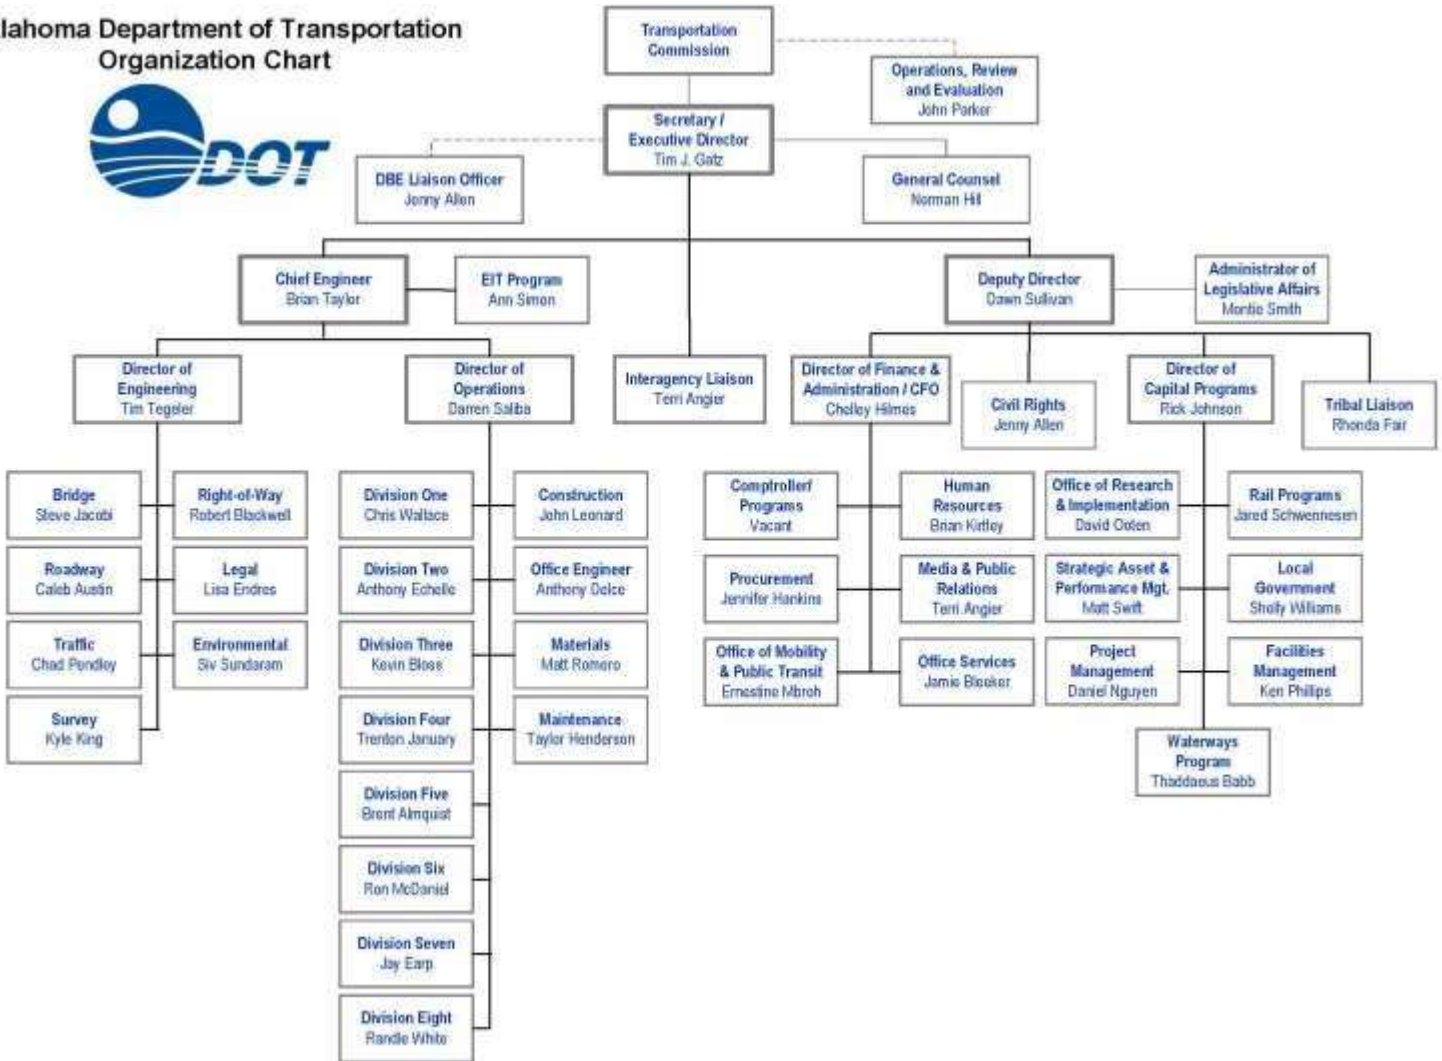 lahoma Department of Transportation
Organization Chart
DOT
Transportation
Commission
Operations, Review
and Evaluation
John Parker
Secretary /
Executive Director
Tim J. Gatz
DBE Liaison Officer
Jenny Allen
General Counsel
Norman Hill
Chief Engineer
Brian Taylor
EIT Program
Ann Simon
Deputy Director
Dawn Sullivan
Administrator of
Legislative Affairs
Montie Smith
Director of
Engineering
Tim Tegeler
Director of
Operations
Darren Saliba
Interagency Liaison
Terri Angier
Director of Finance &
Administration / CFO
Chelley Hilmes
Civil Rights
Jenny Allen
Director of
Capital Programs
Rick Johnson
Tribal Liaison
Rhonda Fair
Bridge
Steve Jacobi
Right-of-Way
Robert Blackwell
Roadway
Caleb Austin
Legal
Lisa Endres
Traffic
Chad Pendley
Environmental
Siv Sundaram
Survey
Kyle King
Division One
Chris Wallace
Construction
John Leonard
Division Two
Anthony Echelle
Office Engineer
Anthony Delce
Division Three
Kevin Bloss
Materials
Matt Romero
Division Four
Trenton January
Maintenance
Taylor Henderson
Division Five
Brent Almquist
Division Six
Ron McDaniel
Division Seven
Jay Earp
Division Eight
Randle White
Comptroller/
Programs
Vacant
Human
Resources
Brian Kirtley
Procurement
Jennifer Hankins
Media & Public
Relations
Terri Angier
Office of Mobility
& Public Transit
Ernestine Mbroh
Office Services
Jamie Bleeker
Office of Research
& Implementation
David Ooten
Rail Programs
Jared Schwennesen
Strategic Asset &
Performance Mgt.
Matt Swift
Local
Government
Shelly Williams
Project
Management
Daniel Nguyen
Facilities
Management
Ken Phillips
Waterways
Program
Thaddaeus Babb